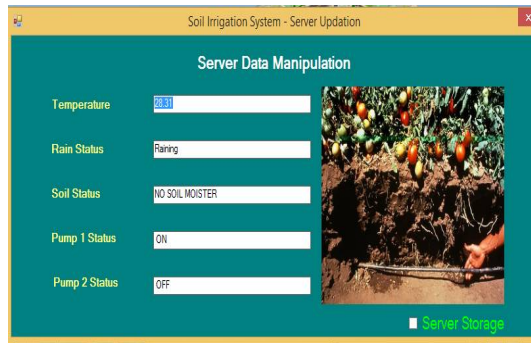 Soil Irrigation System - Server Updation
x
Server Data Manipulation
Temperature 28.31
Rain Status Raining
Soil Status NO SOIL MOISTER
Pump 1 Status ON
Pump 2 Status OFF
Server Storage